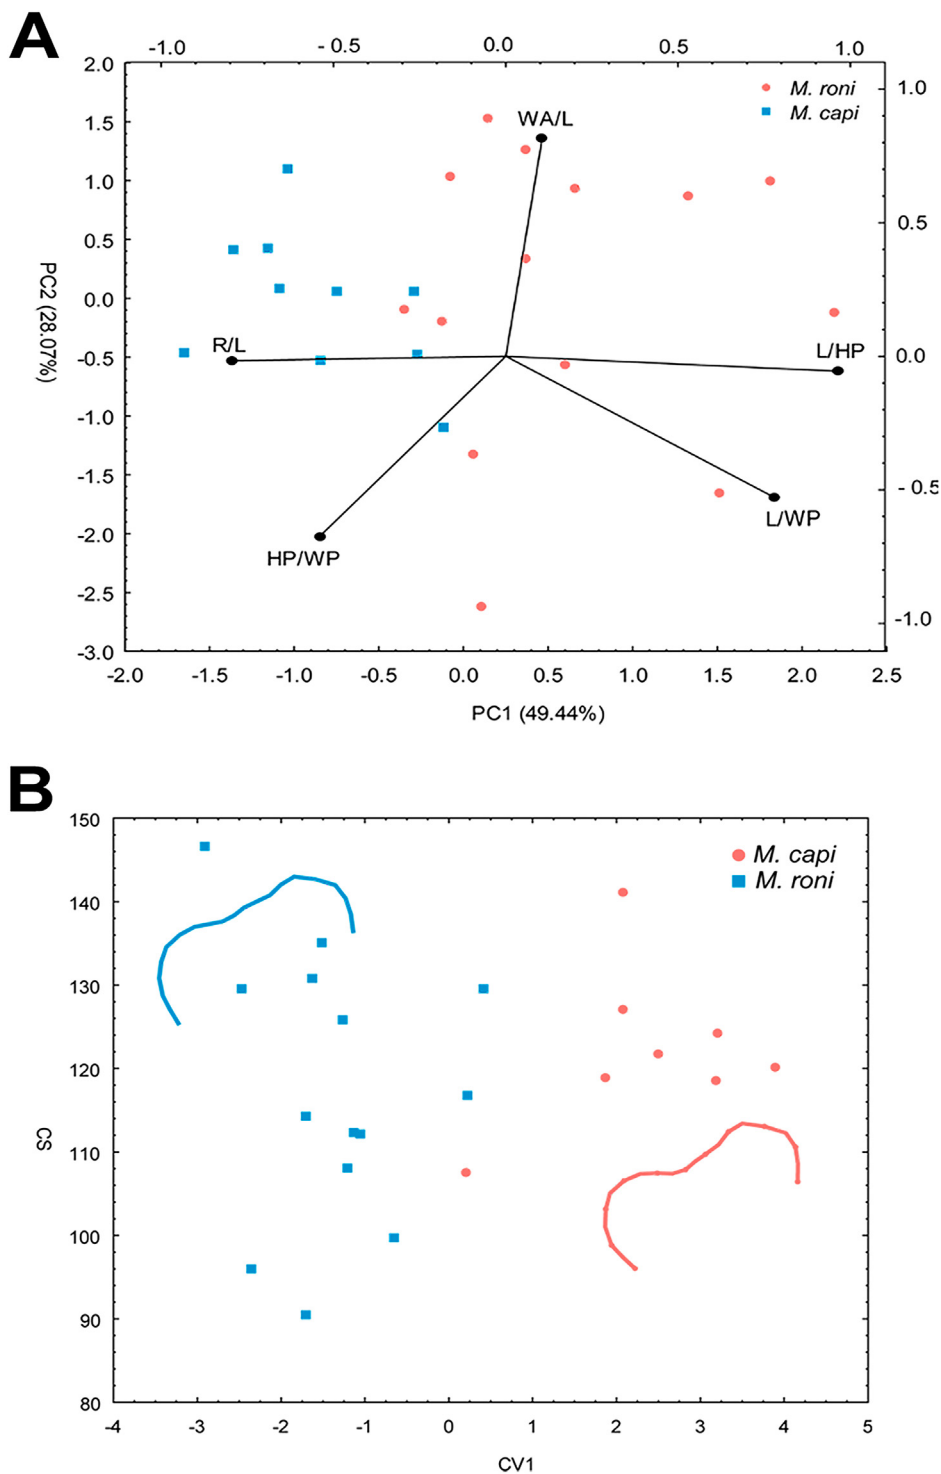 A
-1.0 - 0.5 0.0 0.5 1.0
2.0
1.5
1.0
0.5
0.0
-0.5
-1.0
-1.5
-2.0
-2.5
-3.0
PC2 (28.07%)
M. roni
M. capi
WA/L
R/L
L/HP
L/WP
HP/WP
1.0
0.5
0.0
- 0.5
-1.0
-2.0 -1.5 -1.0 -0.5 0.0 0.5 1.0 1.5 2.0 2.5
PC1 (49.44%)
B
150
140
130
120
110
100
90
80
CS
M. capi
M. roni
-4 -3 -2 -1 0 1 2 3 4 5
CV1